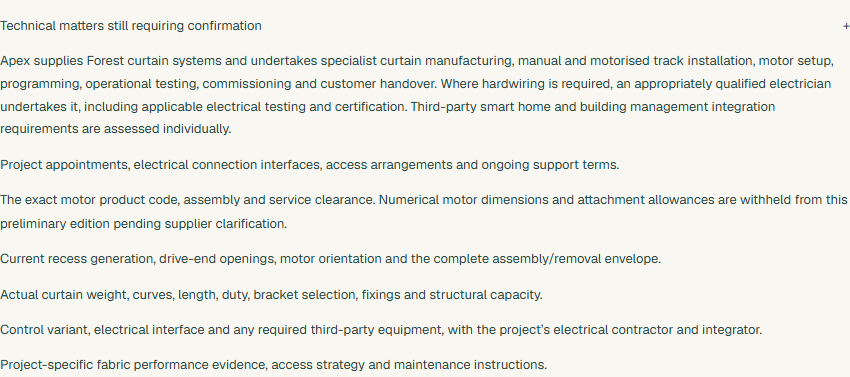 Technical matters still requiring confirmation +
Apex supplies Forest curtain systems and undertakes specialist curtain manufacturing, manual and motorised track installation, motor setup,
programming, operational testing, commissioning and customer handover. Where hardwiring is required, an appropriately qualified electrician
undertakes it, including applicable electrical testing and certification. Third-party smart home and building management integration
requirements are assessed individually.
Project appointments, electrical connection interfaces, access arrangements and ongoing support terms.
The exact motor product code, assembly and service clearance. Numerical motor dimensions and attachment allowances are withheld from this
preliminary edition pending supplier clarification.
Current recess generation, drive-end openings, motor orientation and the complete assembly/removal envelope.
Actual curtain weight, curves, length, duty, bracket selection, fixings and structural capacity.
Control variant, electrical interface and any required third-party equipment, with the project’s electrical contractor and integrator.
Project-specific fabric performance evidence, access strategy and maintenance instructions.